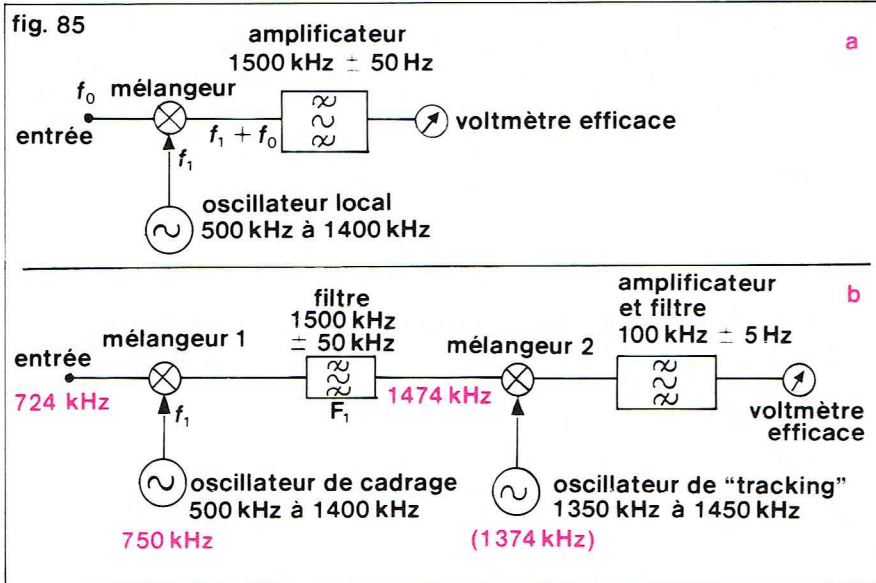 fig. 85
a
amplificateur
1500 kHz ± 50 Hz
f₀ mélangeur
entrée
f₁ + f₀
voltmètre efficace
f₁
oscillateur local
500 kHz à 1400 kHz
b
amplificateur
et filtre
100 kHz ± 5 Hz
filtre
1500 kHz
± 50 kHz
mélangeur 1
mélangeur 2
entrée
724 kHz
F₁
1474 kHz
voltmètre
efficace
f₁
oscillateur de cadrage
500 kHz à 1400 kHz
750 kHz
oscillateur de “tracking”
1350 kHz à 1450 kHz
(1374 kHz)